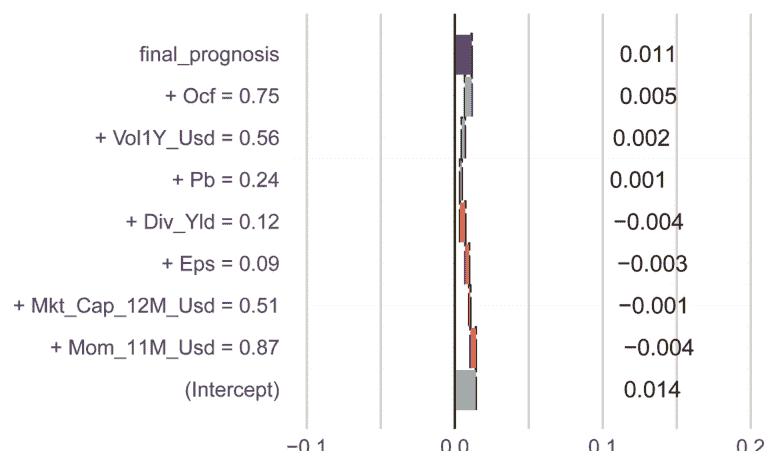 final_prognosis 0.011
+ Ocf = 0.75 0.005
+ Vol1Y_Usd = 0.56 0.002
+ Pb = 0.24 0.001
+ Div_Yld = 0.12 −0.004
+ Eps = 0.09 −0.003
+ Mkt_Cap_12M_Usd = 0.51 −0.001
+ Mom_11M_Usd = 0.87 −0.004
(Intercept) 0.014
−0.1 0.0 0.1 0.2